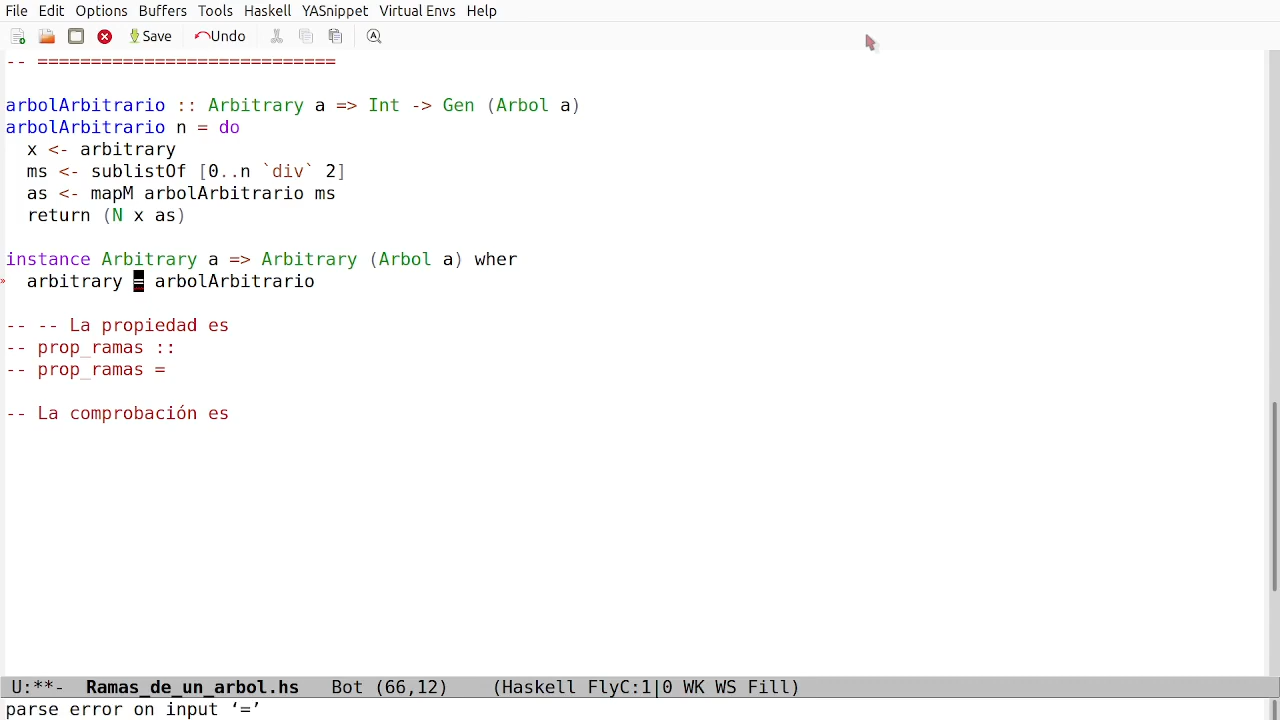 File Edit Options Buffers Tools Haskell YASnippet Virtual Envs Help
Save Undo
-- ============================
arbolArbitrario :: Arbitrary a => Int -> Gen (Arbol a)
arbolArbitrario n = do
  x <- arbitrary
  ms <- sublistOf [0..n `div` 2]
  as <- mapM arbolArbitrario ms
  return (N x as)
instance Arbitrary a => Arbitrary (Arbol a) wher
  arbitrary = arbolArbitrario
-- -- La propiedad es
-- prop_ramas ::
-- prop_ramas =
-- La comprobación es
U:**-  Ramas_de_un_arbol.hs   Bot (66,12)    (Haskell FlyC:1|0 WK WS Fill)
parse error on input ‘=’